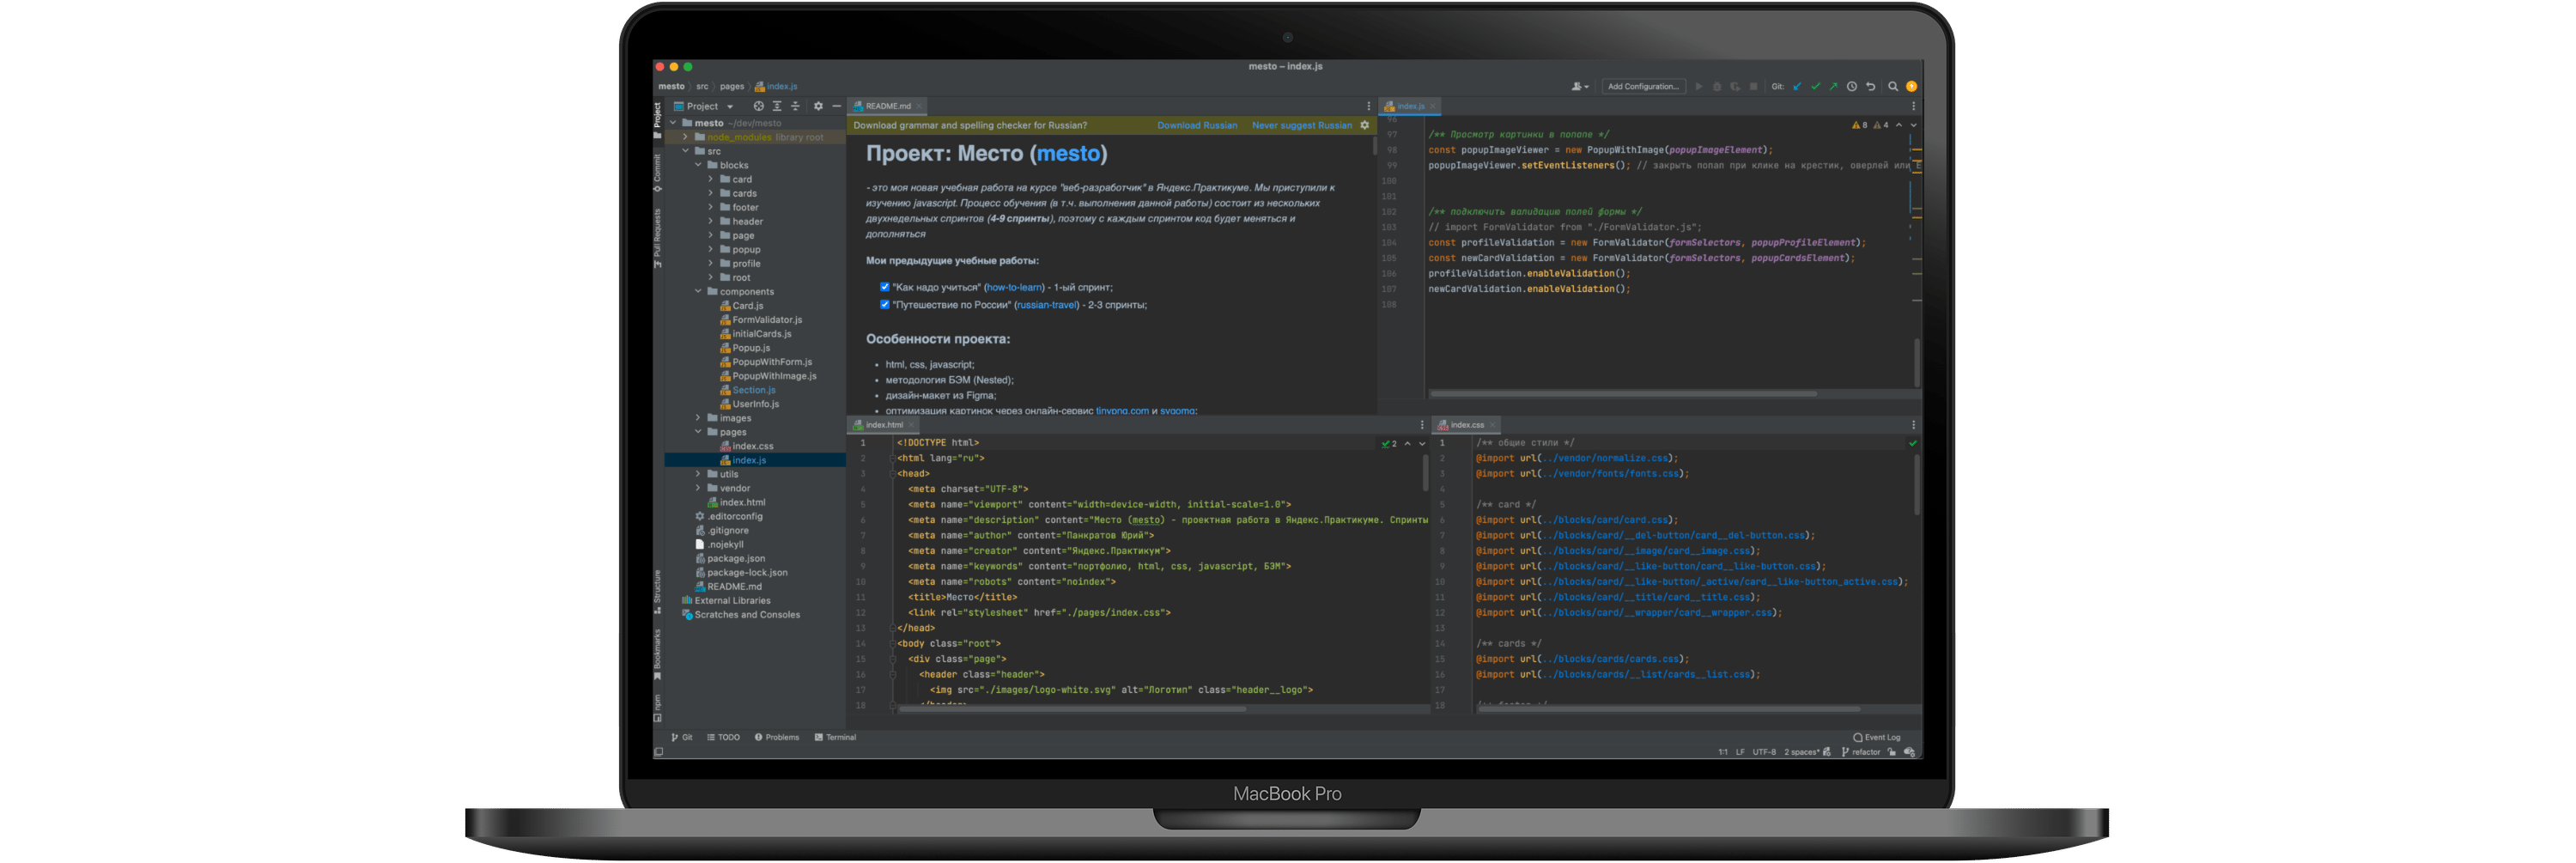 mesto – index.js
mesto src pages index.js
Add Configuration... Git:
Project
Project
Commit
Pull Requests
Structure
Bookmarks
npm
mesto ~/dev/mesto
node_modules library root
src
blocks
card
cards
footer
header
page
popup
profile
root
components
Card.js
FormValidator.js
initialCards.js
Popup.js
PopupWithForm.js
PopupWithImage.js
Section.js
UserInfo.js
images
pages
index.css
index.js
utils
vendor
index.html
.editorconfig
.gitignore
.nojekyll
package.json
package-lock.json
README.md
External Libraries
Scratches and Consoles
README.md
Download grammar and spelling checker for Russian? Download Russian Never suggest Russian
Проект: Место (mesto)
- это моя новая учебная работа на курсе "веб-разработчик" в Яндекс.Практикуме. Мы приступили к
изучению javascript. Процесс обучения (в т.ч. выполнения данной работы) состоит из нескольких
двухнедельных спринтов (4-9 спринты), поэтому с каждым спринтом код будет меняться и
дополняться
Мои предыдущие учебные работы:
"Как надо учиться" (how-to-learn) - 1-ый спринт;
"Путешествие по России" (russian-travel) - 2-3 спринты;
Особенности проекта:
• html, css, javascript;
• методология БЭМ (Nested);
• дизайн-макет из Figma;
• оптимизация картинок через онлайн-сервис tinypng.com и svgomg;
index.js
8 4
96
97 /** Просмотр картинки в попапе */
98 const popupImageViewer = new PopupWithImage(popupImageElement);
99 popupImageViewer.setEventListeners(); // закрыть попап при клике на крестик, оверлей или
100
101
102 /** подключить валидацию полей формы */
103 // import FormValidator from "./FormValidator.js";
104 const profileValidation = new FormValidator(formSelectors, popupProfileElement);
105 const newCardValidation = new FormValidator(formSelectors, popupCardsElement);
106 profileValidation.enableValidation();
107 newCardValidation.enableValidation();
108
index.html
2
1 <!DOCTYPE html>
2 <html lang="ru">
3 <head>
4 <meta charset="UTF-8">
5 <meta name="viewport" content="width=device-width, initial-scale=1.0">
6 <meta name="description" content="Место (mesto) - проектная работа в Яндекс.Практикуме. Спринты
7 <meta name="author" content="Панкратов Юрий">
8 <meta name="creator" content="Яндекс.Практикум">
9 <meta name="keywords" content="портфолио, html, css, javascript, БЭМ">
10 <meta name="robots" content="noindex">
11 <title>Место</title>
12 <link rel="stylesheet" href="./pages/index.css">
13 </head>
14 <body class="root">
15 <div class="page">
16 <header class="header">
17 <img src="./images/logo-white.svg" alt="Логотип" class="header__logo">
18 </header>
index.css
1 /** общие стили */
2 @import url(../vendor/normalize.css);
3 @import url(../vendor/fonts/fonts.css);
4
5 /** card */
6 @import url(../blocks/card/card.css);
7 @import url(../blocks/card/__del-button/card__del-button.css);
8 @import url(../blocks/card/__image/card__image.css);
9 @import url(../blocks/card/__like-button/card__like-button.css);
10 @import url(../blocks/card/__like-button/_active/card__like-button_active.css);
11 @import url(../blocks/card/__title/card__title.css);
12 @import url(../blocks/card/__wrapper/card__wrapper.css);
13
14 /** cards */
15 @import url(../blocks/cards/cards.css);
16 @import url(../blocks/cards/__list/cards__list.css);
17
18 /** footer */
Git TODO Problems Terminal Event Log
1:1 LF UTF-8 2 spaces* refactor
MacBook Pro